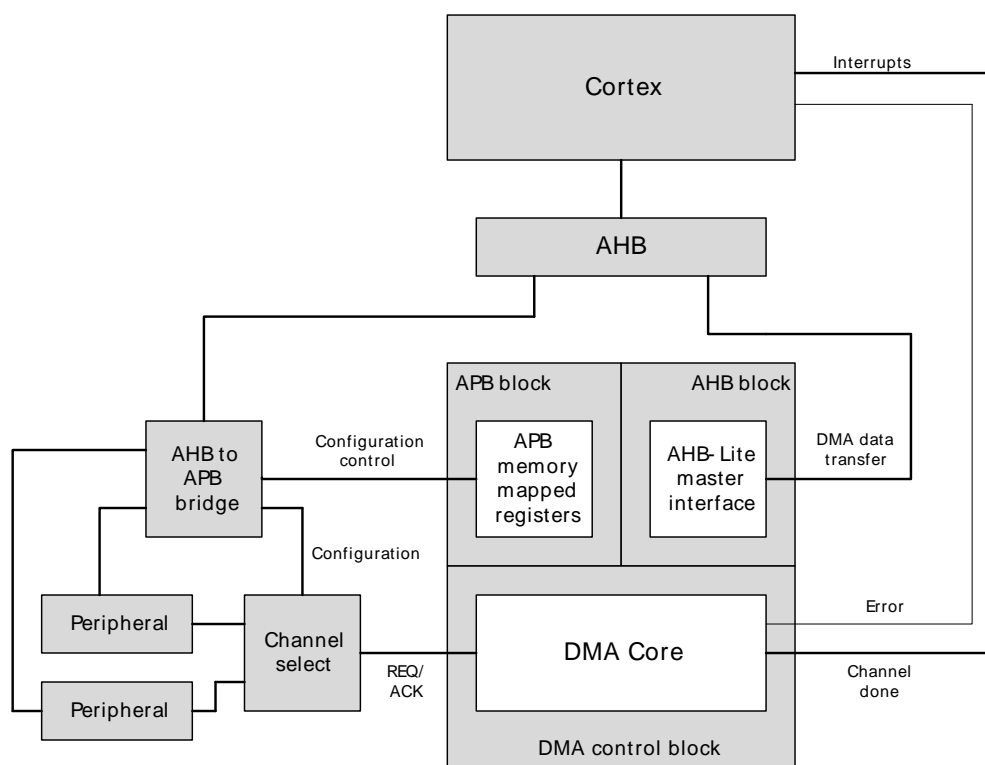 Interrupts
Cortex
AHB
APB block
AHB block
Configuration
control
AHB to
APB
bridge
APB
memory
mapped
registers
AHB-Lite
master
interface
DMA data
transfer
Configuration
Peripheral
Channel
select
Peripheral
REQ/
ACK
DMA Core
Error
Channel
done
DMA control block